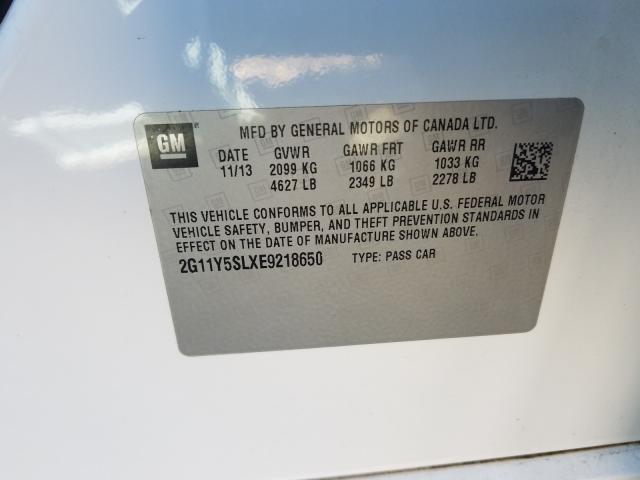 GM
MFD BY GENERAL MOTORS OF CANADA LTD.
DATE GVWR GAWR FRT GAWR RR
11/13 2099 KG 1066 KG 1033 KG
4627 LB 2349 LB 2278 LB
THIS VEHICLE CONFORMS TO ALL APPLICABLE U.S. FEDERAL MOTOR
VEHICLE SAFETY, BUMPER, AND THEFT PREVENTION STANDARDS IN
EFFECT ON THE DATE OF MANUFACTURE SHOWN ABOVE.
2G11Y5SLXE9218650 TYPE: PASS CAR